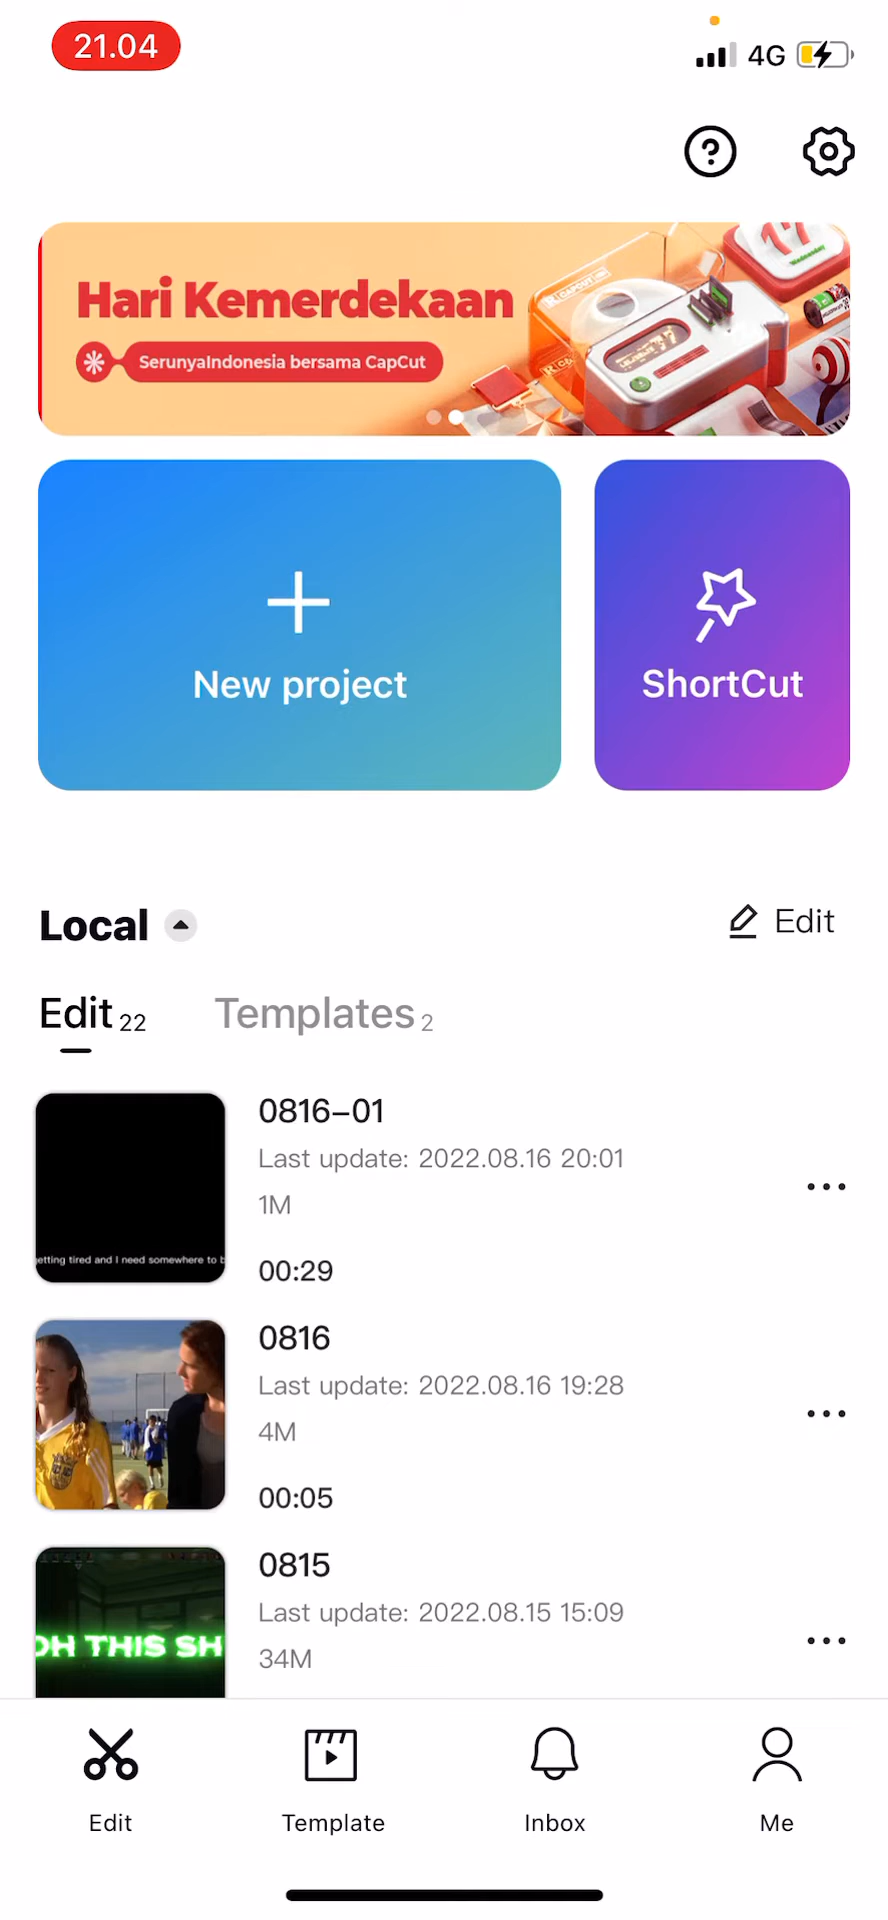 21.04
4G
Hari Kemerdekaan
SerunyaIndonesia bersama CapCut
CAPCUT
17
Wednesday
New project
ShortCut
Local
Edit
Edit 22
Templates 2
0816-01
Last update: 2022.08.16 20:01
1M
etting tired and I need somewhere to b
00:29
0816
Last update: 2022.08.16 19:28
4M
00:05
0815
Last update: 2022.08.15 15:09
OH THIS SH
34M
Edit
Template
Inbox
Me